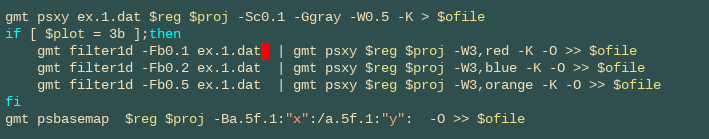 gmt psxy ex.1.dat $reg $proj -Sc0.1 -Ggray -W0.5 -K > $ofile
if [ $plot = 3b ];then
    gmt filter1d -Fb0.1 ex.1.dat  | gmt psxy $reg $proj -W3,red -K -O >> $ofile
    gmt filter1d -Fb0.2 ex.1.dat  | gmt psxy $reg $proj -W3,blue -K -O >> $ofile
    gmt filter1d -Fb0.5 ex.1.dat  | gmt psxy $reg $proj -W3,orange -K -O >> $ofile
fi
gmt psbasemap  $reg $proj -Ba.5f.1:"x":/a.5f.1:"y":  -O >> $ofile